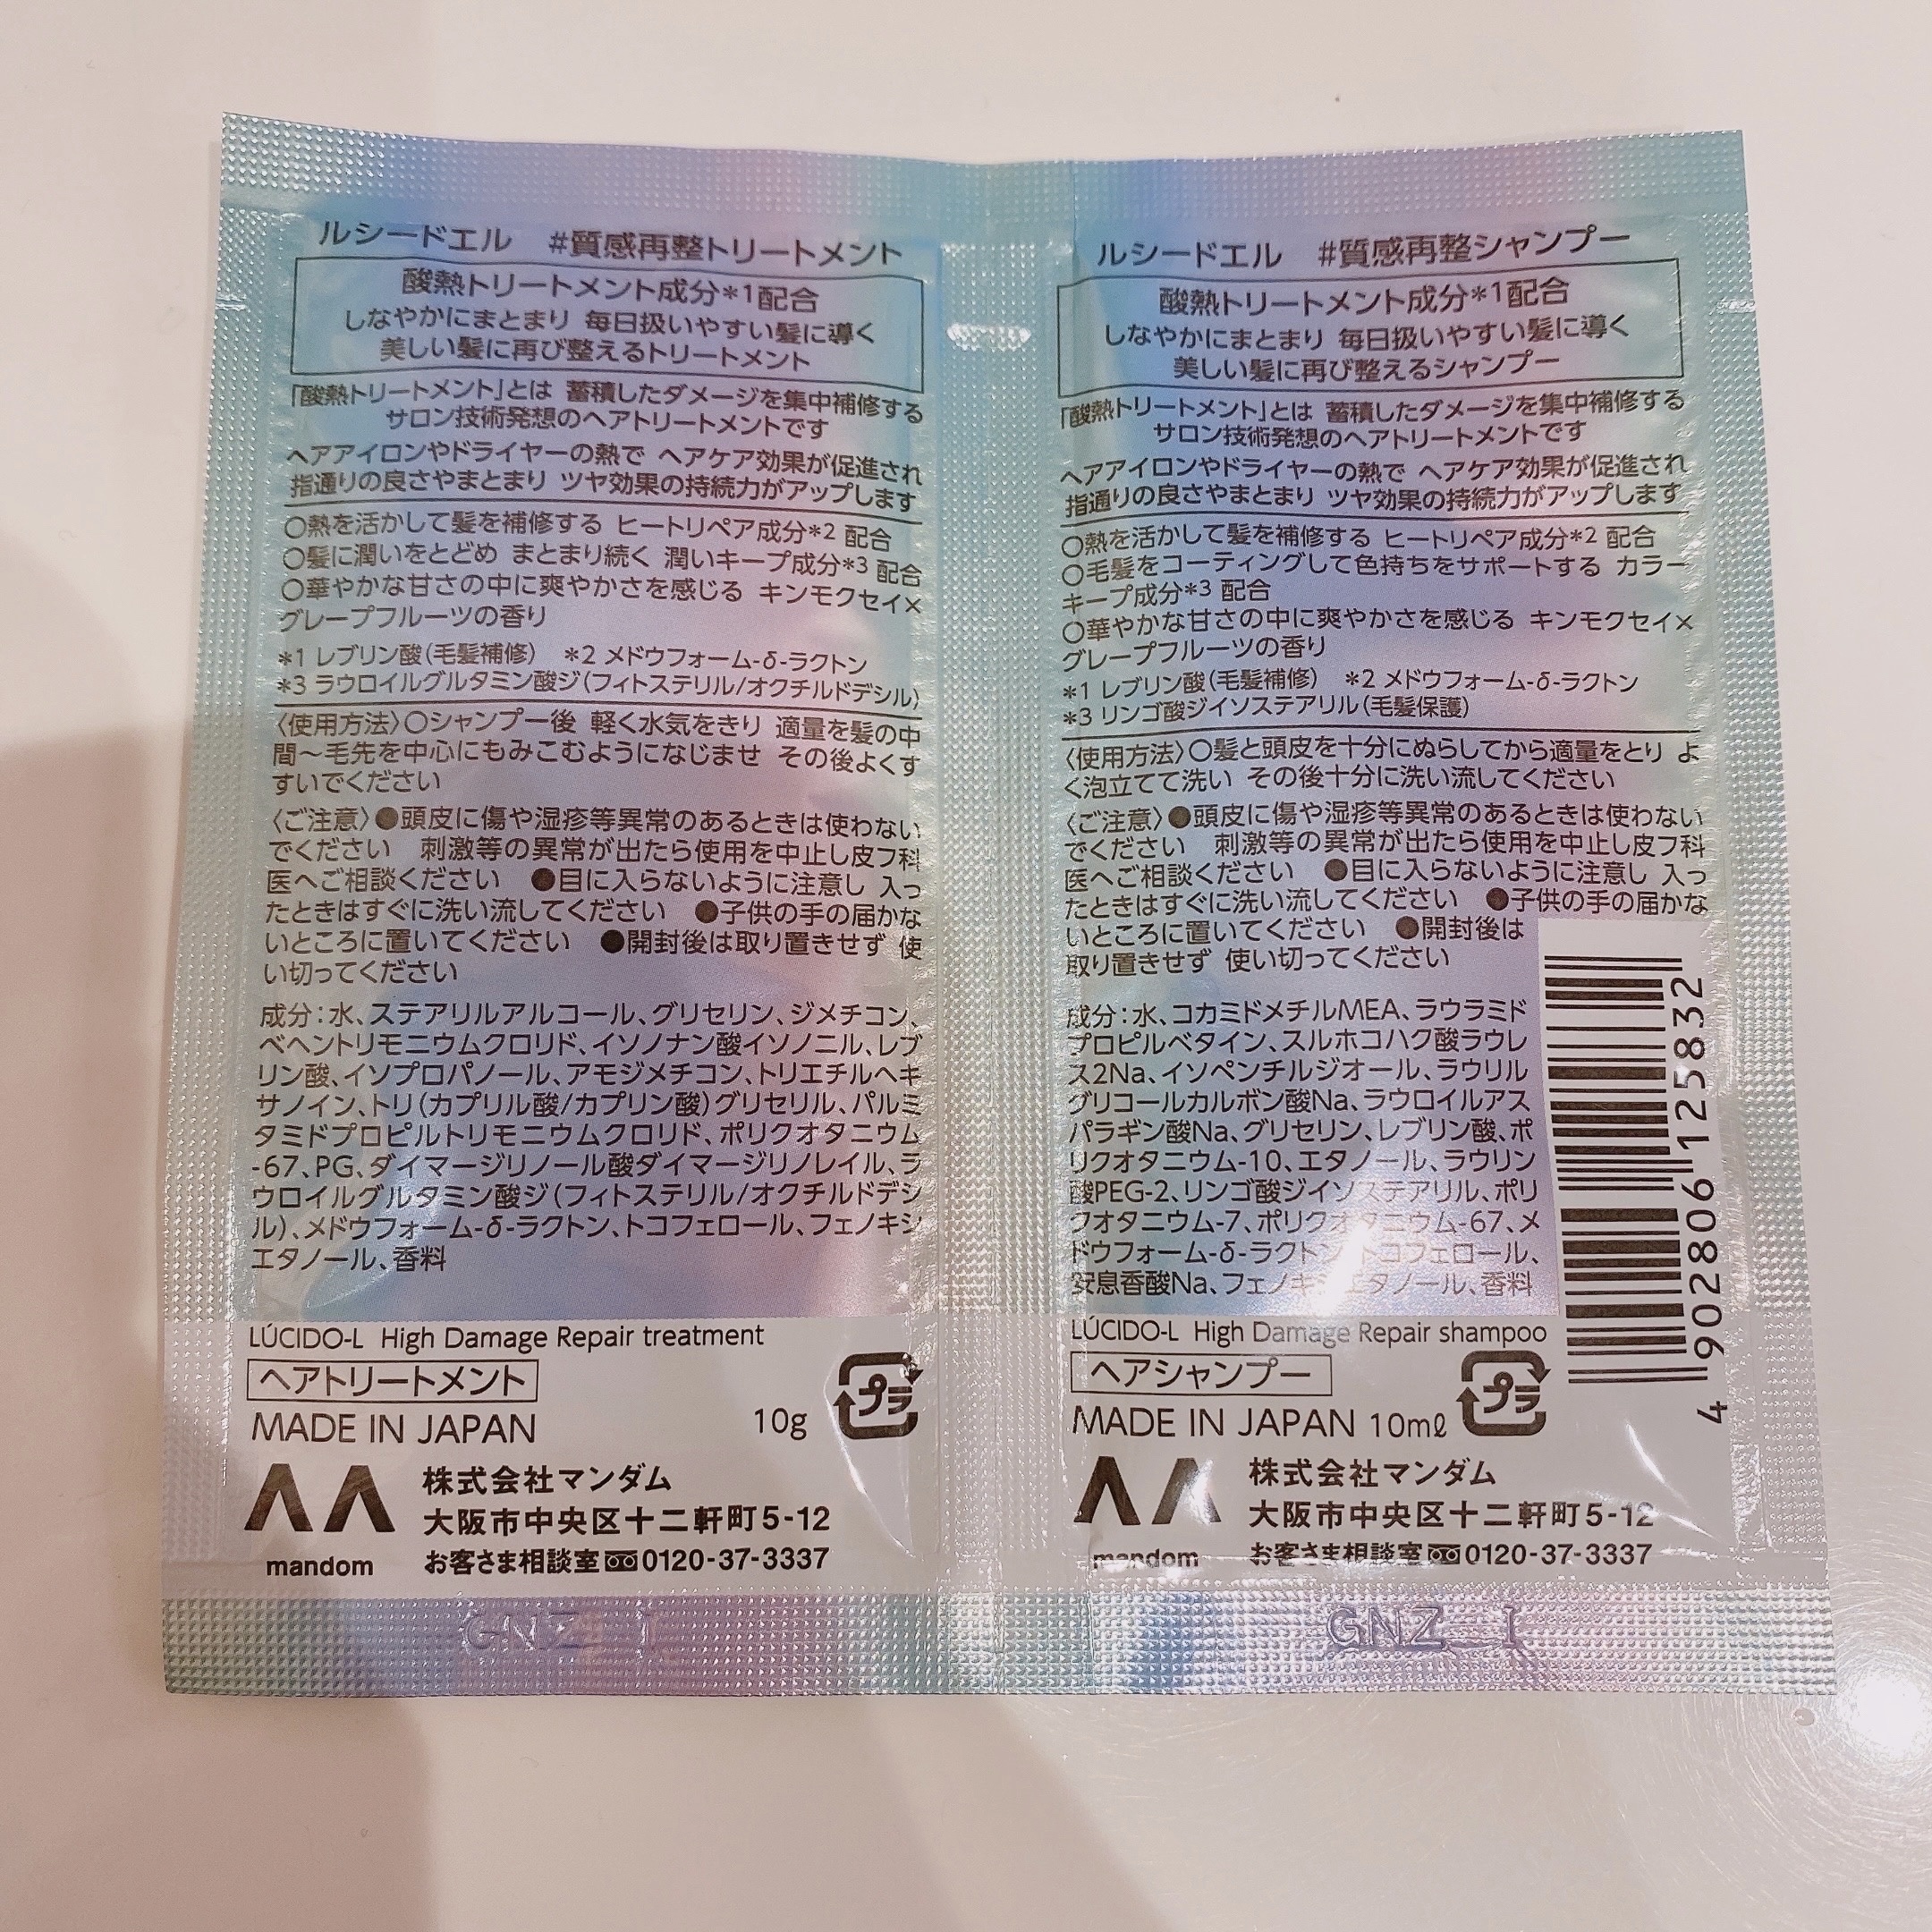 ルシードエル　#質感再整トリートメント
酸熱トリートメント成分*1配合
しなやかにまとまり 毎日扱いやすい髪に導く
美しい髪に再び整えるトリートメント
「酸熱トリートメント」とは 蓄積したダメージを集中補修する
サロン技術発想のヘアトリートメントです
ヘアアイロンやドライヤーの熱で ヘアケア効果が促進され
指通りの良さやまとまり ツヤ効果の持続力がアップします
○熱を活かして髪を補修する ヒートリペア成分*2 配合
○髪に潤いをとどめ まとまり続く 潤いキープ成分*3 配合
○華やかな甘さの中に爽やかさを感じる キンモクセイ×
グレープフルーツの香り
*1 レブリン酸(毛髪補修)　*2 メドウフォーム-δ-ラクトン
*3 ラウロイルグルタミン酸ジ(フィトステリル/オクチルドデシル)
〈使用方法〉○シャンプー後 軽く水気をきり 適量を髪の中
間～毛先を中心にもみこむようになじませ その後よくす
すいでください
〈ご注意〉●頭皮に傷や湿疹等異常のあるときは使わない
でください　刺激等の異常が出たら使用を中止し皮フ科
医へご相談ください　●目に入らないように注意し 入っ
たときはすぐに洗い流してください　●子供の手の届かな
いところに置いてください　●開封後は取り置きせず 使
い切ってください
成分:水、ステアリルアルコール、グリセリン、ジメチコン、
ベヘントリモニウムクロリド、イソノナン酸イソノニル、レブ
リン酸、イソプロパノール、アモジメチコン、トリエチルヘキ
サノイン、トリ(カプリル酸/カプリン酸)グリセリル、パルミ
タミドプロピルトリモニウムクロリド、ポリクオタニウム
-67、PG、ダイマージリノール酸ダイマージリノレイル、ラ
ウロイルグルタミン酸ジ(フィトステリル/オクチルドデシ
ル)、メドウフォーム-δ-ラクトン、トコフェロール、フェノキシ
エタノール、香料
LÚCIDO-L High Damage Repair treatment
ヘアトリートメント
MADE IN JAPAN 10g プラ
株式会社マンダム
大阪市中央区十二軒町5-12
mandom お客さま相談室 0120-37-3337
GNZ I
ルシードエル　#質感再整シャンプー
酸熱トリートメント成分*1配合
しなやかにまとまり 毎日扱いやすい髪に導く
美しい髪に再び整えるシャンプー
「酸熱トリートメント」とは 蓄積したダメージを集中補修する
サロン技術発想のヘアトリートメントです
ヘアアイロンやドライヤーの熱で ヘアケア効果が促進され
指通りの良さやまとまり ツヤ効果の持続力がアップします
○熱を活かして髪を補修する ヒートリペア成分*2 配合
○毛髪をコーティングして色持ちをサポートする カラー
キープ成分*3 配合
○華やかな甘さの中に爽やかさを感じる キンモクセイ×
グレープフルーツの香り
*1 レブリン酸(毛髪補修)　*2 メドウフォーム-δ-ラクトン
*3 リンゴ酸ジイソステアリル(毛髪保護)
〈使用方法〉○髪と頭皮を十分にぬらしてから適量をとり よ
く泡立てて洗い その後十分に洗い流してください
〈ご注意〉●頭皮に傷や湿疹等異常のあるときは使わない
でください　刺激等の異常が出たら使用を中止し皮フ科
医へご相談ください　●目に入らないように注意し 入っ
たときはすぐに洗い流してください　●子供の手の届かな
いところに置いてください　●開封後は
取り置きせず 使い切ってください
成分:水、コカミドメチルMEA、ラウラミド
プロピルベタイン、スルホコハク酸ラウレ
ス2Na、イソペンチルジオール、ラウリル
グリコールカルボン酸Na、ラウロイルアス
パラギン酸Na、グリセリン、レブリン酸、ポ
リクオタニウム-10、エタノール、ラウリン
酸PEG-2、リンゴ酸ジイソステアリル、ポリ
クオタニウム-7、ポリクオタニウム-67、メ
ドウフォーム-δ-ラクトン、トコフェロール、
安息香酸Na、フェノキシエタノール、香料
4 902806 125832
LÚCIDO-L High Damage Repair shampoo
ヘアシャンプー
MADE IN JAPAN 10mℓ プラ
株式会社マンダム
大阪市中央区十二軒町5-12
mandom お客さま相談室 0120-37-3337
GNZ I